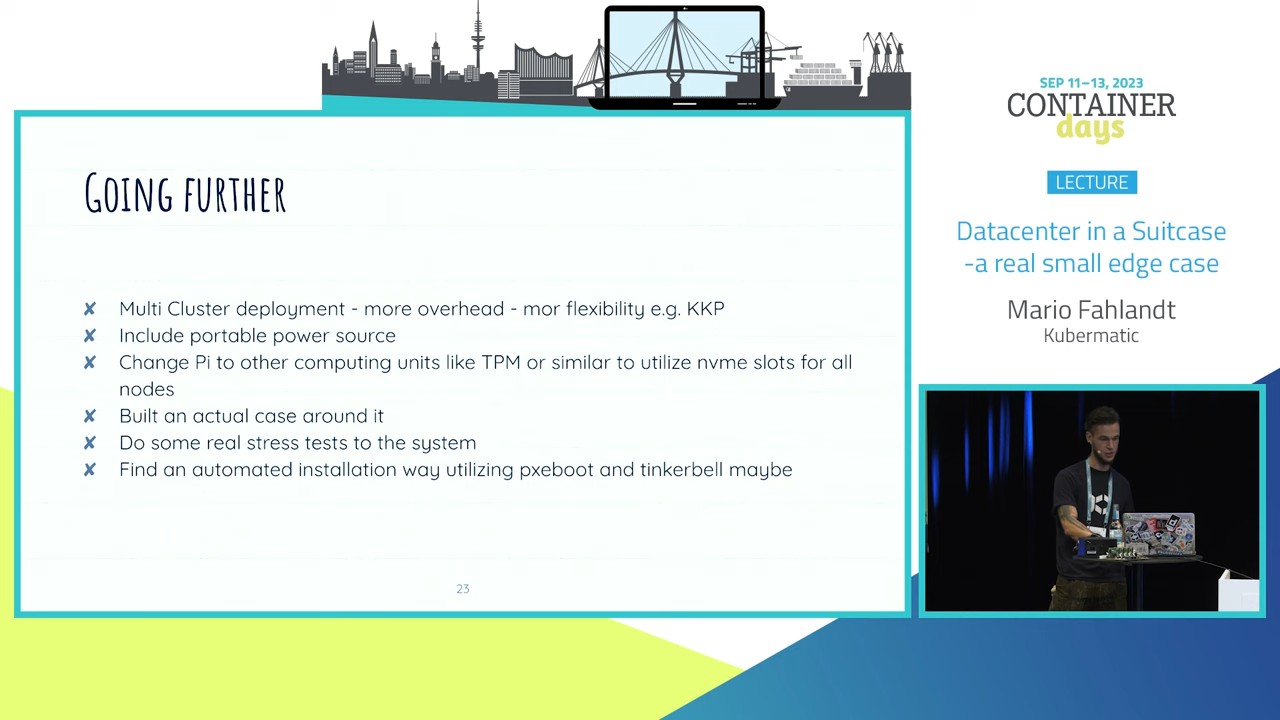 Going further
✘ Multi Cluster deployment - more overhead - mor flexibility e.g. KKP
✘ Include portable power source
✘ Change Pi to other computing units like TPM or similar to utilize nvme slots for all
nodes
✘ Built an actual case around it
✘ Do some real stress tests to the system
✘ Find an automated installation way utilizing pxeboot and tinkerbell maybe
23
SEP 11–13, 2023
CONTAINER
days
LECTURE
Datacenter in a Suitcase
-a real small edge case
Mario Fahlandt
Kubermatic